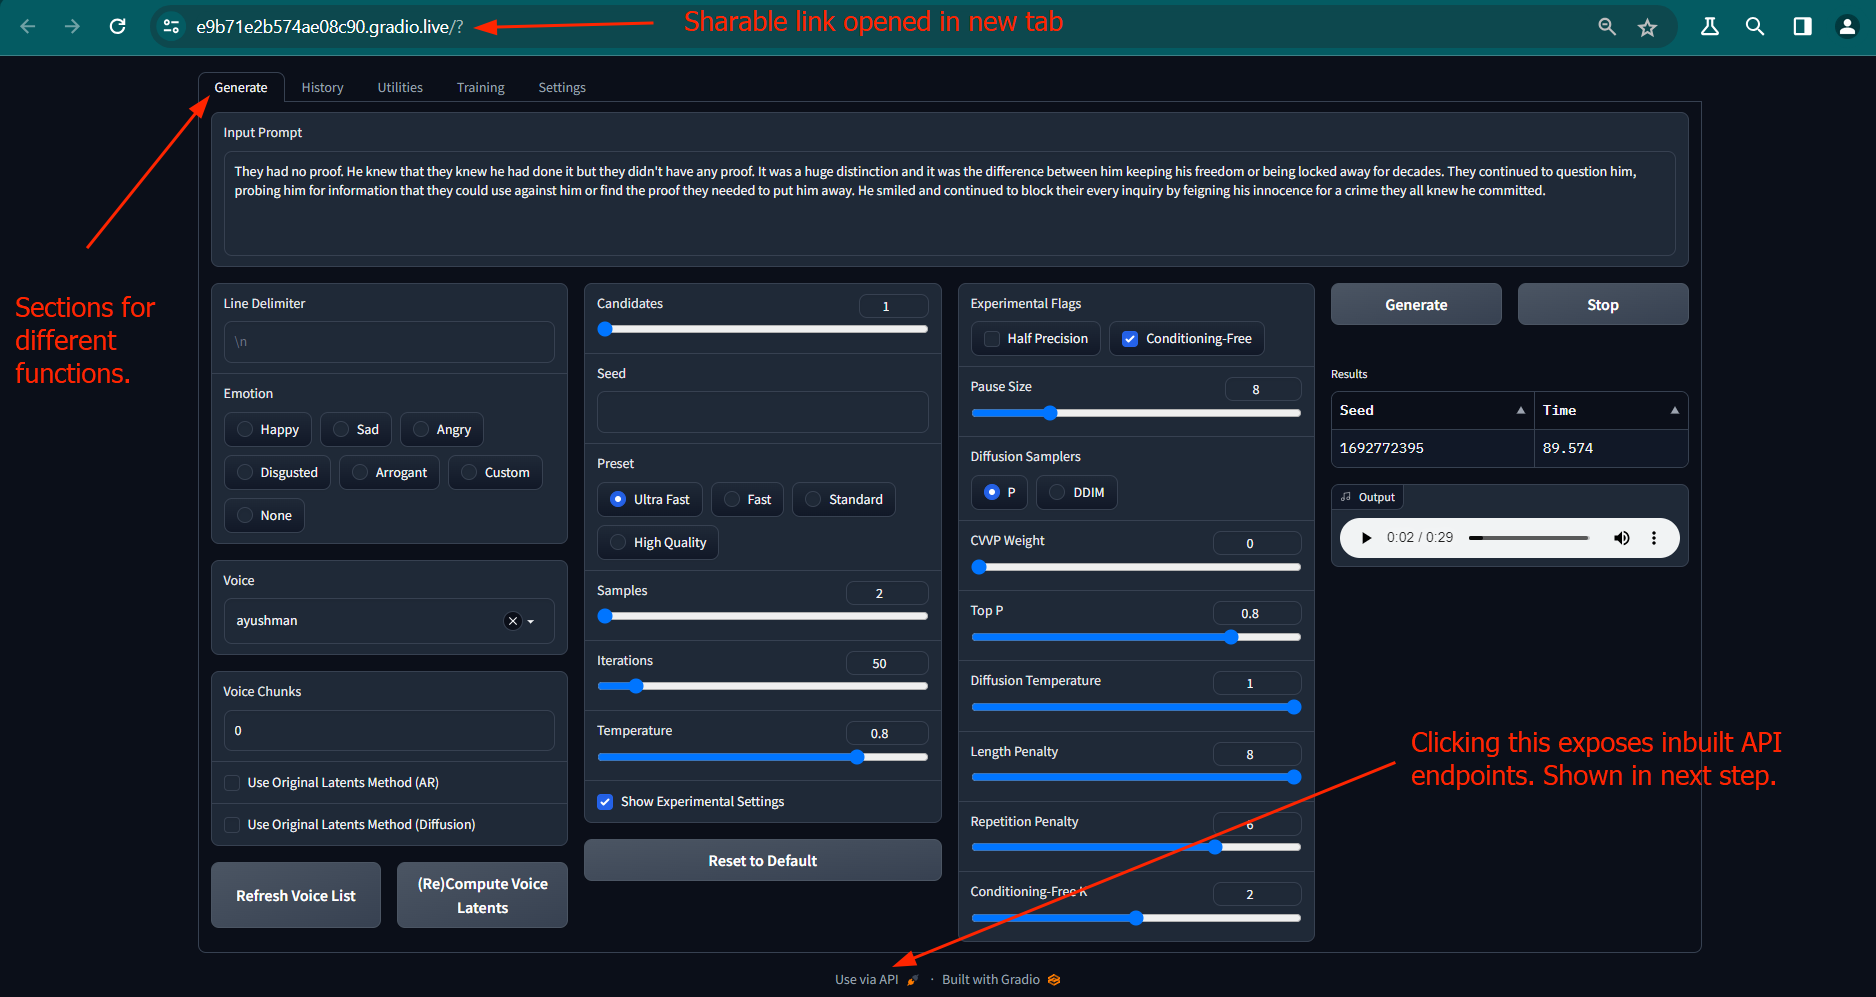 e9b71e2b574ae08c90.gradio.live/?
Sharable link opened in new tab
Generate
History
Utilities
Training
Settings
Input Prompt
They had no proof. He knew that they knew he had done it but they didn't have any proof. It was a huge distinction and it was the difference between him keeping his freedom or being locked away for decades. They continued to question him,
probing him for information that they could use against him or find the proof they needed to put him away. He smiled and continued to block their every inquiry by feigning his innocence for a crime they all knew he committed.
Sections for
different
functions.
Line Delimiter
\n
Emotion
Happy
Sad
Angry
Disgusted
Arrogant
Custom
None
Voice
ayushman
Voice Chunks
0
Use Original Latents Method (AR)
Use Original Latents Method (Diffusion)
Refresh Voice List
(Re)Compute Voice
Latents
Candidates
1
Seed
Preset
Ultra Fast
Fast
Standard
High Quality
Samples
2
Iterations
50
Temperature
0.8
Show Experimental Settings
Reset to Default
Experimental Flags
Half Precision
Conditioning-Free
Pause Size
8
Diffusion Samplers
P
DDIM
CVVP Weight
0
Top P
0.8
Diffusion Temperature
1
Length Penalty
8
Repetition Penalty
6
Conditioning-Free K
2
Generate
Stop
Results
Seed
Time
1692772395
89.574
Output
0:02 / 0:29
Clicking this exposes inbuilt API
endpoints. Shown in next step.
Use via API
·
Built with Gradio